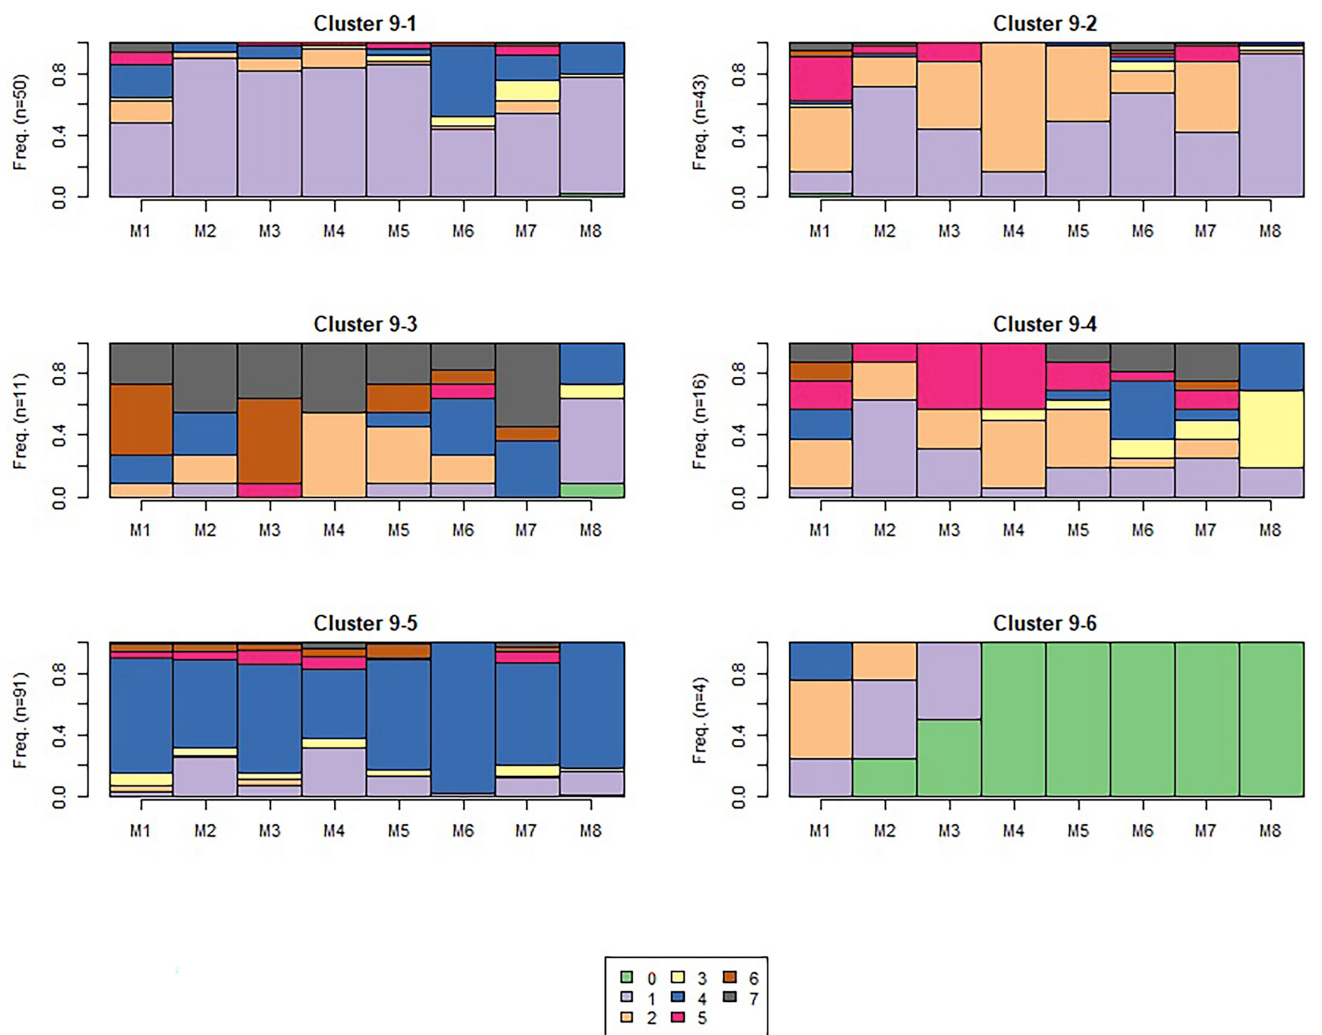 Cluster 9-1
Freq. (n=50)
0.0 0.4 0.8
M1 M2 M3 M4 M5 M6 M7 M8
Cluster 9-2
Freq. (n=43)
0.0 0.4 0.8
M1 M2 M3 M4 M5 M6 M7 M8
Cluster 9-3
Freq. (n=11)
0.0 0.4 0.8
M1 M2 M3 M4 M5 M6 M7 M8
Cluster 9-4
Freq. (n=16)
0.0 0.4 0.8
M1 M2 M3 M4 M5 M6 M7 M8
Cluster 9-5
Freq. (n=91)
0.0 0.4 0.8
M1 M2 M3 M4 M5 M6 M7 M8
Cluster 9-6
Freq. (n=4)
0.0 0.4 0.8
M1 M2 M3 M4 M5 M6 M7 M8
0 3 6
1 4 7
2 5